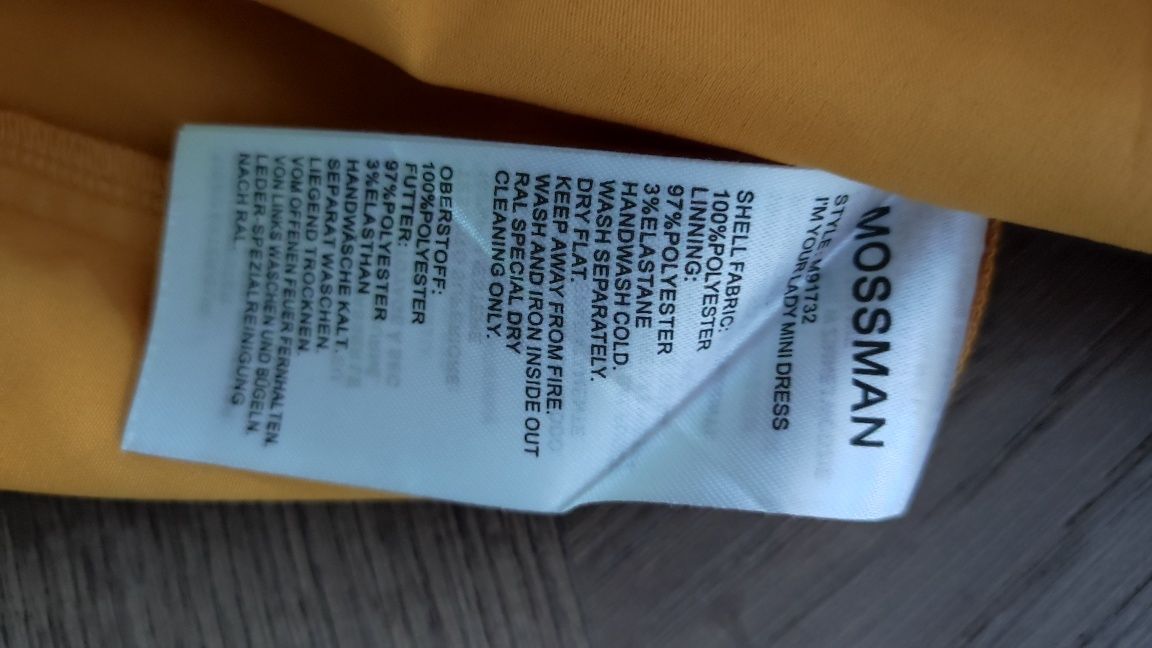 MOSSMAN
STYLE: M91732
I'M YOUR LADY MINI DRESS
SHELL FABRIC:
100%POLYESTER
LINNING:
97%POLYESTER
3%ELASTANE
HANDWASH COLD.
WASH SEPARATELY.
DRY FLAT.
KEEP AWAY FROM FIRE.
WASH AND IRON INSIDE OUT
RAL SPECIAL DRY
CLEANING ONLY.
OBERSTOFF:
100%POLYESTER
FUTTER:
97%POLYESTER
3%ELASTHAN
HANDWÄSCHE KALT.
SEPARAT WASCHEN.
LIEGEND TROCKNEN.
VOM OFFENEN FEUER FERNHALTEN.
VON LINKS WASCHEN UND BÜGELN.
LEDER-SPEZIALREINIGUNG
NACH RAL.